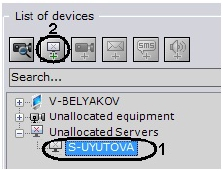 List of devices
2
SMS
Search...
V-BELYAKOV
Unallocated equipment
Unallocated Servers
S-UYUTOVA
1